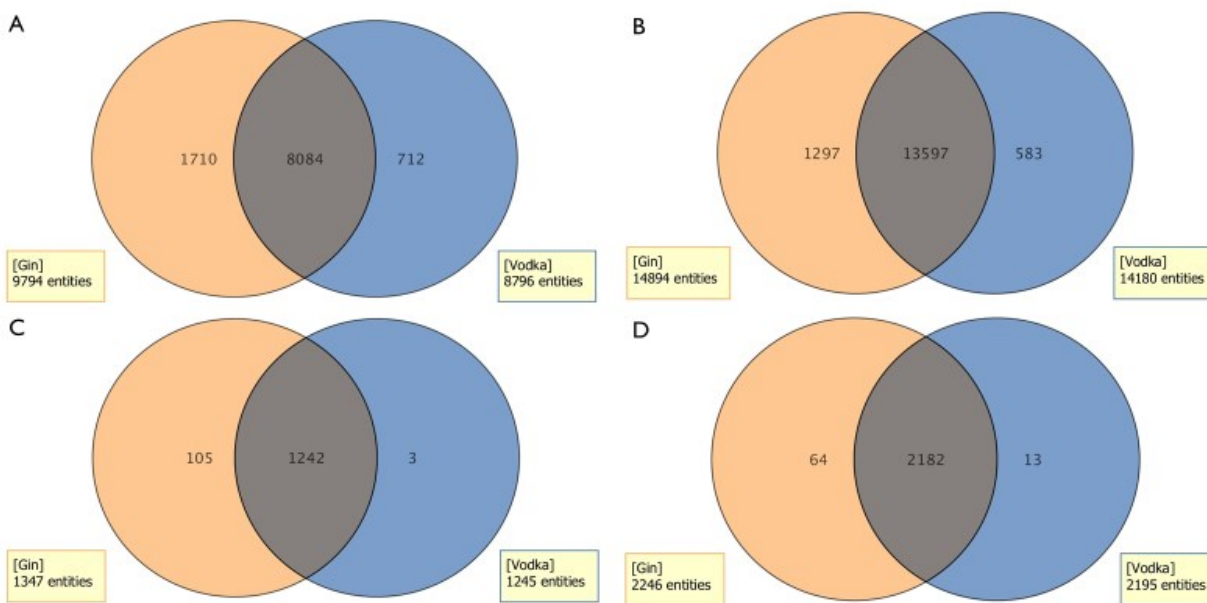 A
1710
8084
712
[Gin]
9794 entities
[Vodka]
8796 entities
B
1297
13597
583
[Gin]
14894 entities
[Vodka]
14180 entities
C
105
1242
3
[Gin]
1347 entities
[Vodka]
1245 entities
D
64
2182
13
[Gin]
2246 entities
[Vodka]
2195 entities